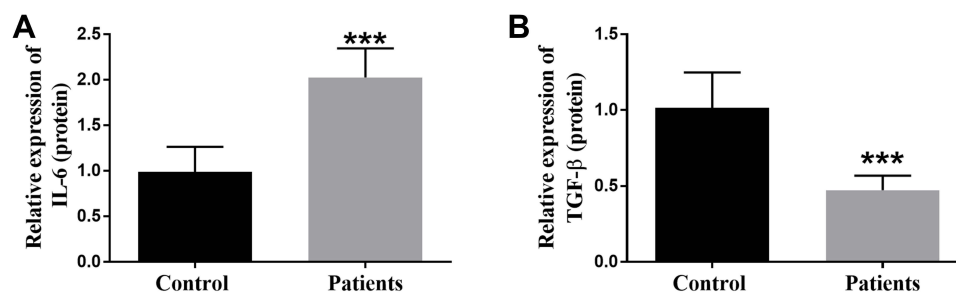 A
Relative expression of
IL-6 (protein)
2.5
2.0
1.5
1.0
0.5
0.0
***
Control
Patients
B
Relative expression of
TGF-β (protein)
1.5
1.0
0.5
0.0
***
Control
Patients